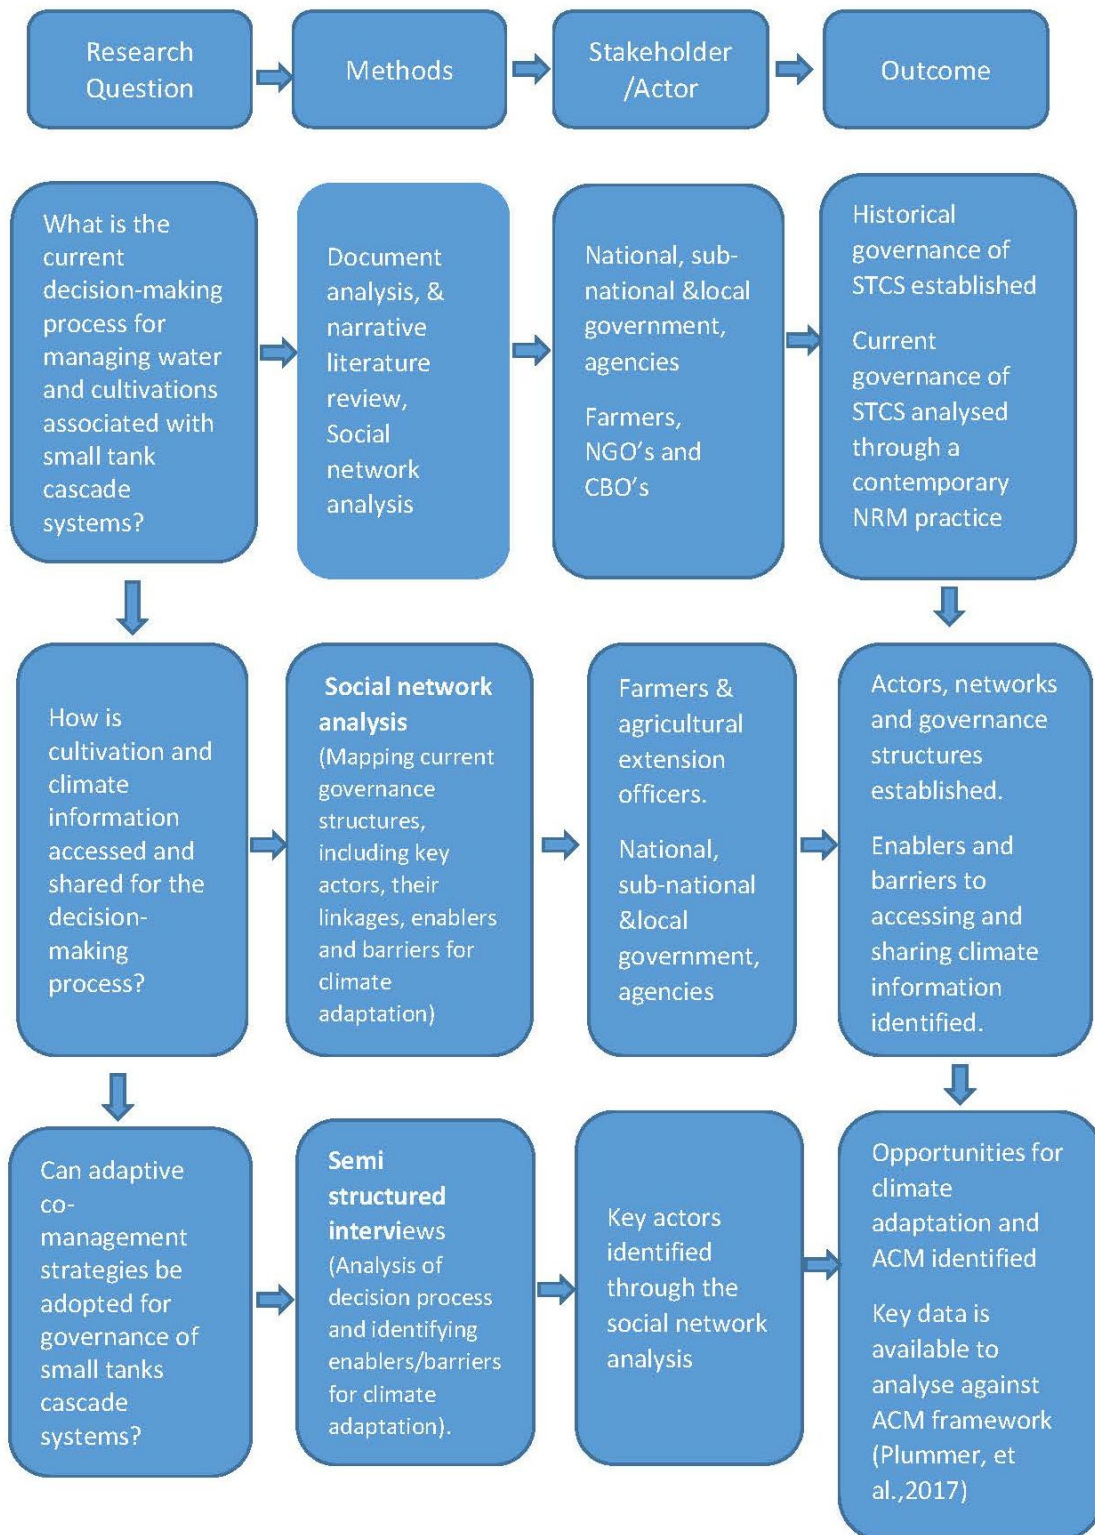 Research
Question
Methods
Stakeholder
/Actor
Outcome
What is the
current
decision-making
process for
managing water
and cultivations
associated with
small tank
cascade
systems?
Document
analysis, &
narrative
literature
review,
Social
network
analysis
National, sub-
national &local
government,
agencies
Farmers,
NGO's and
CBO's
Historical
governance of
STCS established
Current
governance of
STCS analysed
through a
contemporary
NRM practice
How is
cultivation and
climate
information
accessed and
shared for the
decision-
making
process?
Social network
analysis
(Mapping current
governance
structures,
including key
actors, their
linkages, enablers
and barriers for
climate
adaptation)
Farmers &
agricultural
extension
officers.
National,
sub-national
&local
government,
agencies
Actors, networks
and governance
structures
established.
Enablers and
barriers to
accessing and
sharing climate
information
identified.
Can adaptive
co-
management
strategies be
adopted for
governance of
small tanks
cascade
systems?
Semi
structured
interviews
(Analysis of
decision process
and identifying
enablers/barriers
for climate
adaptation).
Key actors
identified
through the
social network
analysis
Opportunities for
climate
adaptation and
ACM identified
Key data is
available to
analyse against
ACM framework
(Plummer, et
al.,2017)